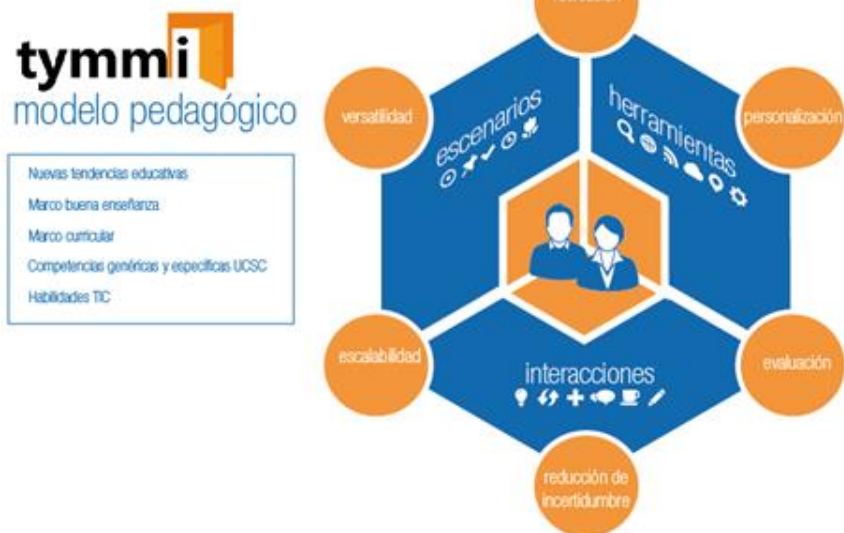 tymmi
modelo pedagógico
Nuevas tendencias educativas
Marco buena enseñanza
Marco curricular
Competencias genéricas y específicas UCSC
Habilidades TIC
versatilidad
escenarios
herramientas
personalización
escalabilidad
interacciones
evaluación
reducción de
incertidumbre